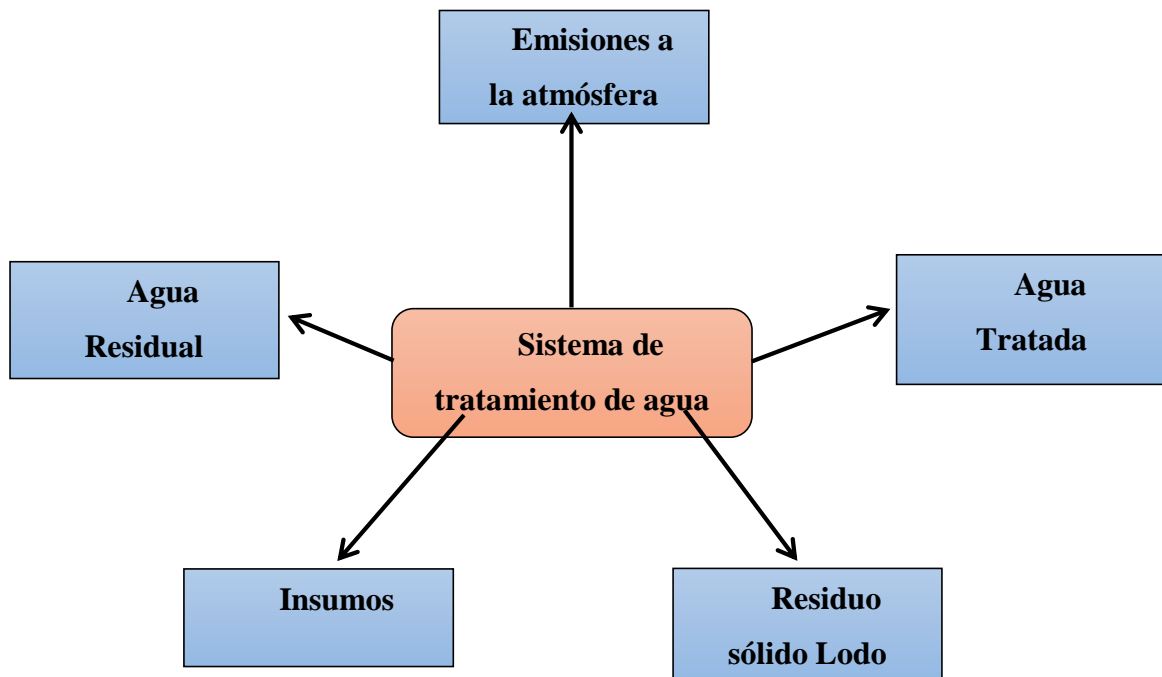 Emisiones a
la atmósfera
Agua
Residual
Sistema de
tratamiento de agua
Agua
Tratada
Insumos
Residuo
sólido Lodo